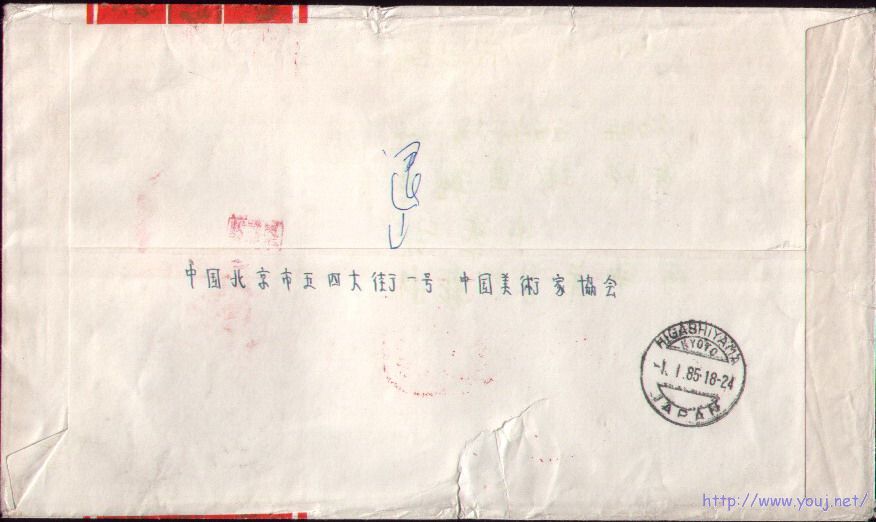 退
中国北京市五四大街一号 中国美術家協会
HIGASHIYAMA
KYOTO
-1. 1.85-18-24
JAPAN
http://www.youj.net/